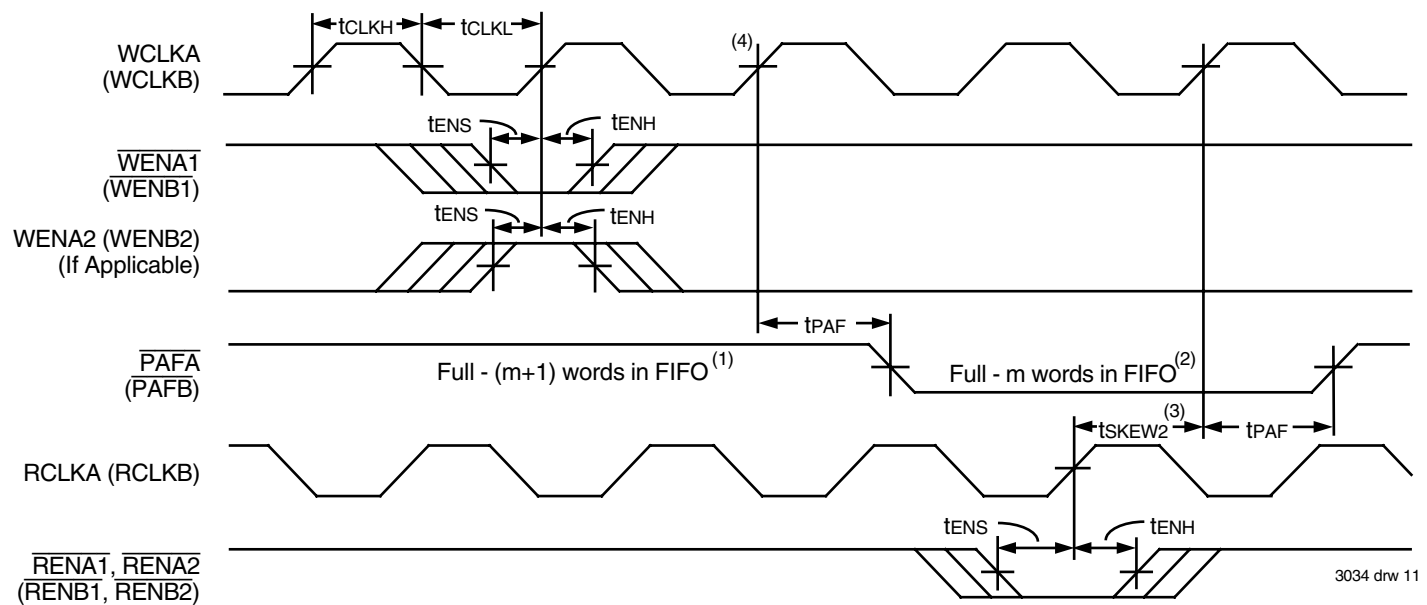 tCLKH tCLKL
WCLKA
(WCLKB)
(4)
tENS tENH
WENA1
(WENB1)
tENS tENH
WENA2 (WENB2)
(If Applicable)
tPAF
PAFA
(PAFB)
Full - (m+1) words in FIFO(1)
Full - m words in FIFO(2)
(3)
tSKEW2 tPAF
RCLKA (RCLKB)
tENS tENH
RENA1, RENA2
(RENB1, RENB2)
3034 drw 11